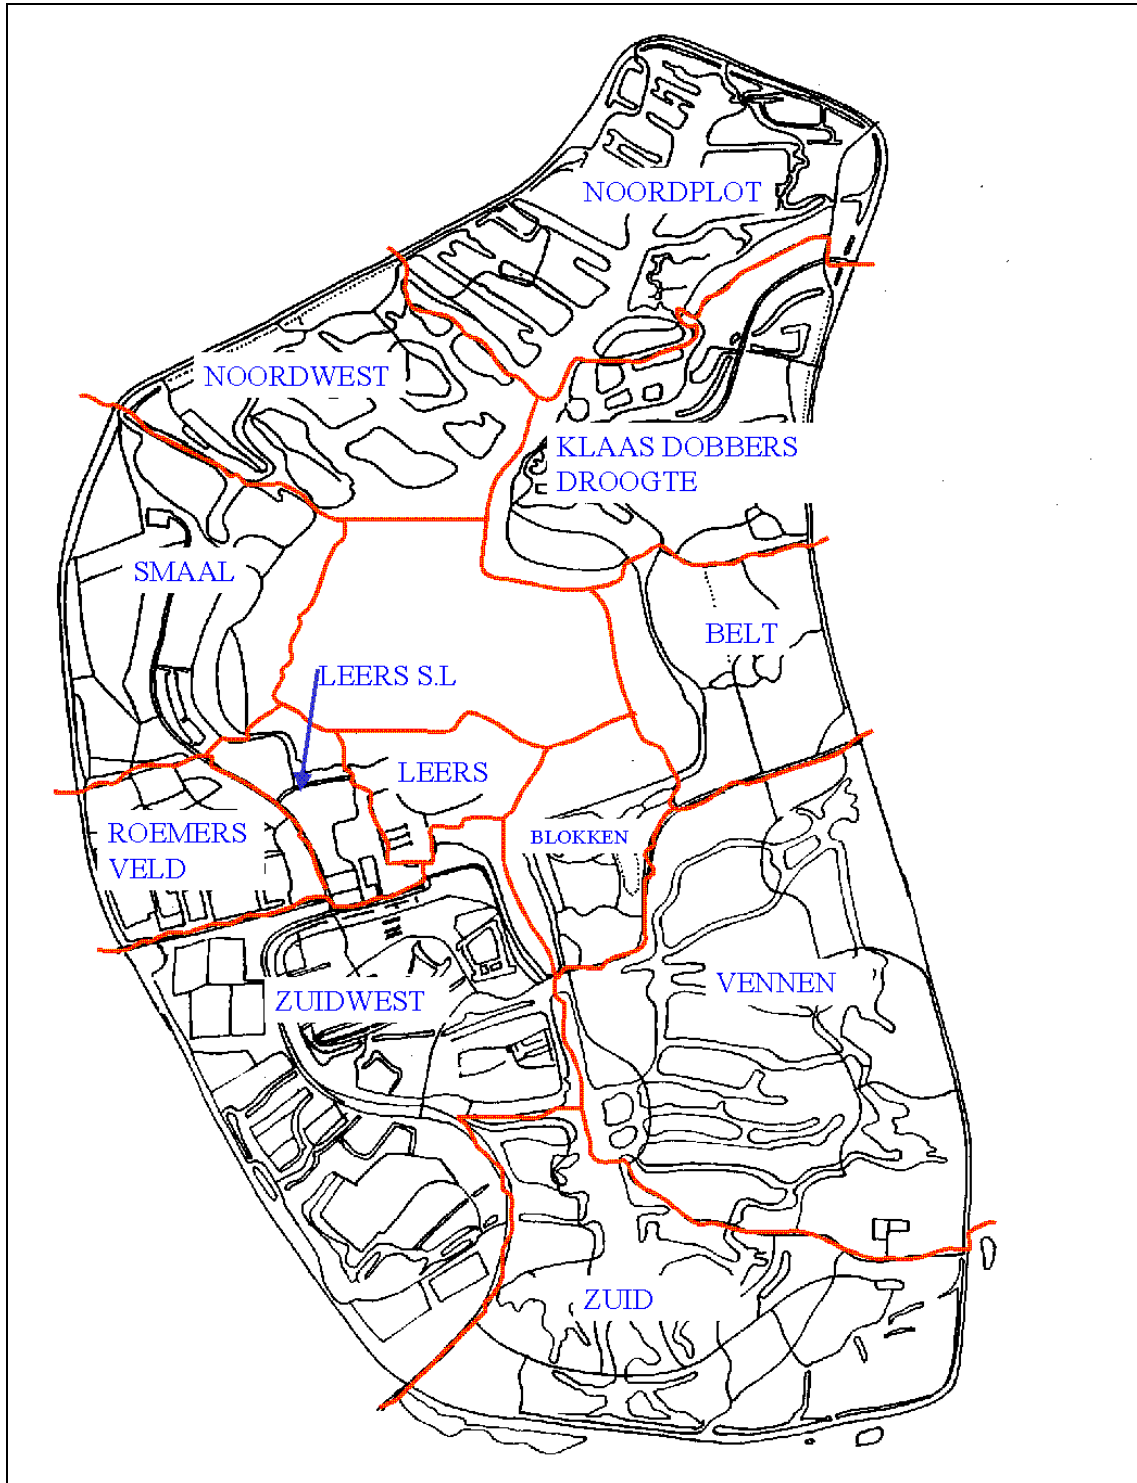 NOORDPLOT
NOORDWEST
KLAAS DOBBERS
DROOGTE
SMAAL
BELT
LEERS S.L
LEERS
ROEMERS
VELD
BLOKKEN
VENNEN
ZUIDWEST
ZUID